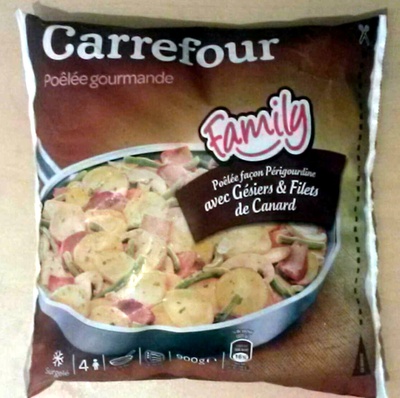 Carrefour
Poêlée gourmande
Family
Poêlée façon Périgourdine
avec Gésiers & Filets
de Canard
Surgelé
4
900g e